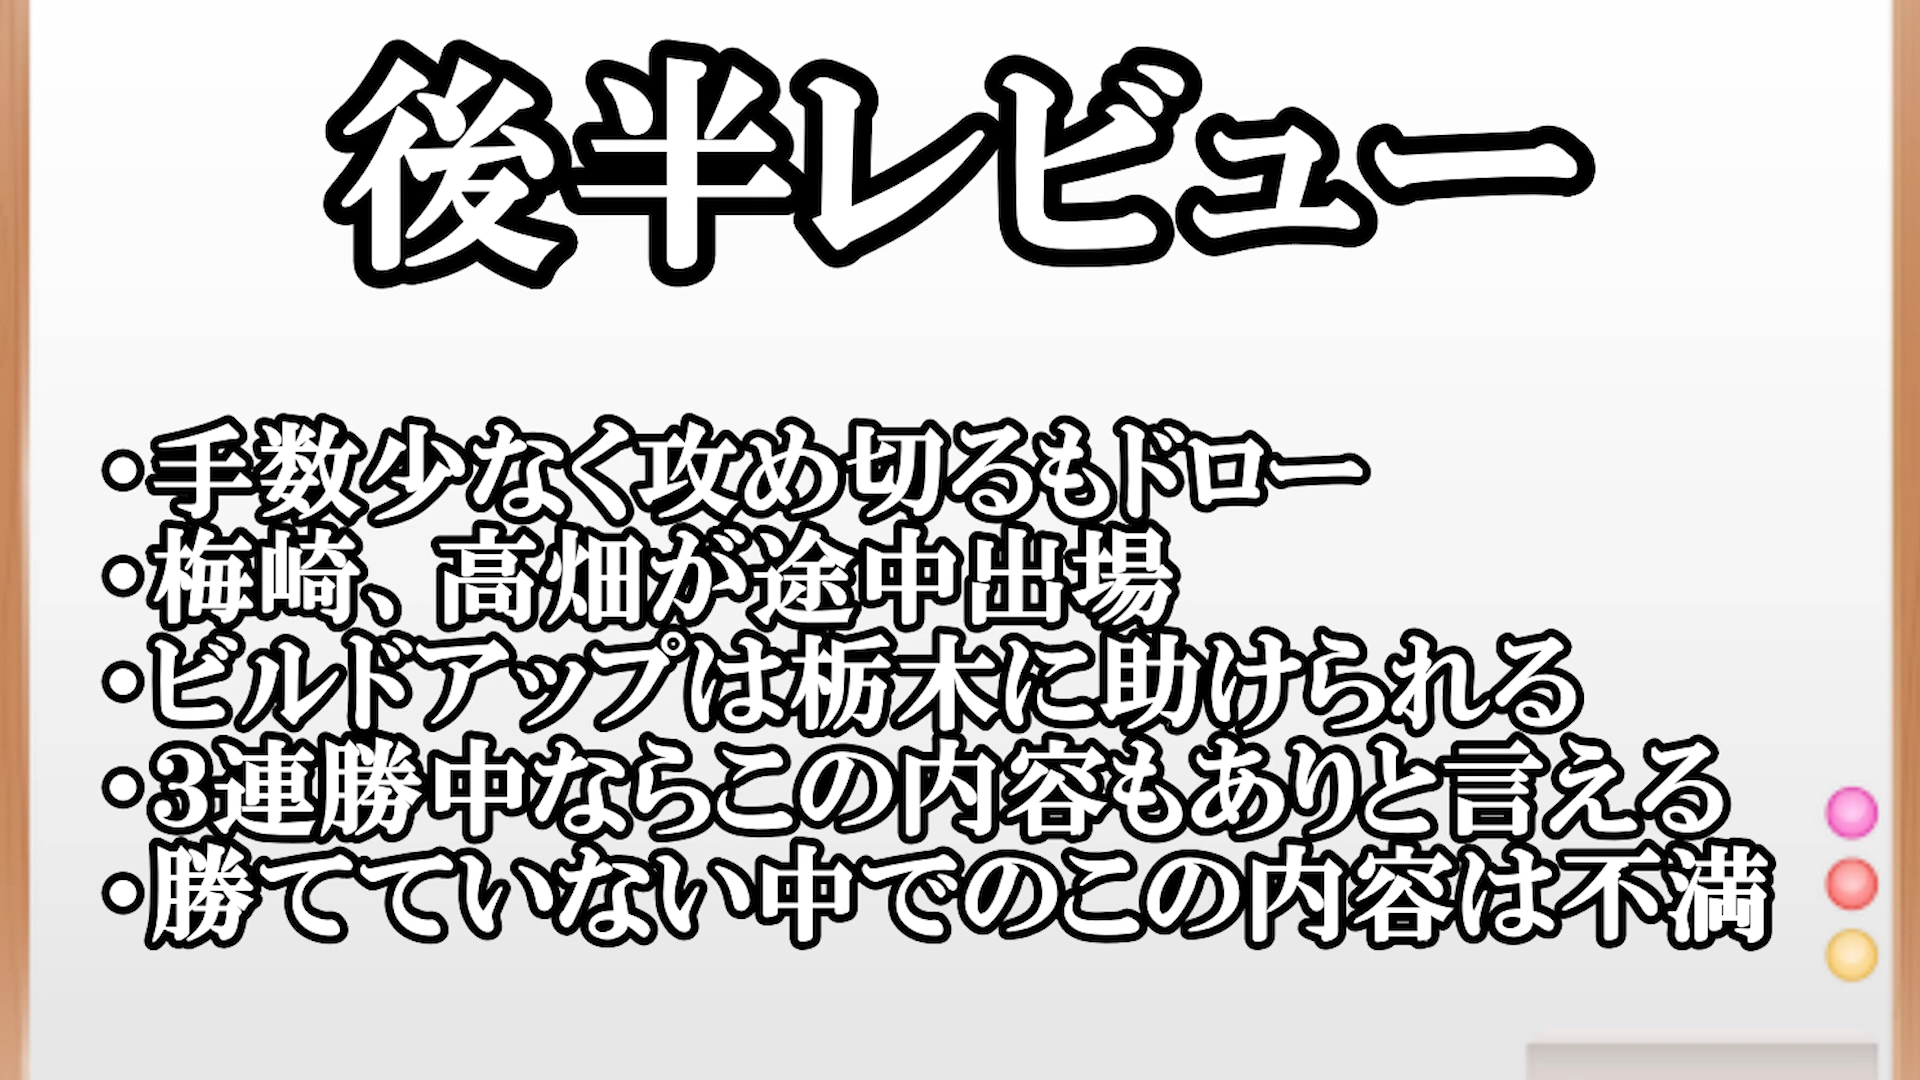 後半レビュー
・手数少なく攻め切るもドロー
・梅崎、高畑が途中出場
・ビルドアップは栃木に助けられる
・3連勝中ならこの内容もありと言える
・勝てていない中でのこの内容は不満